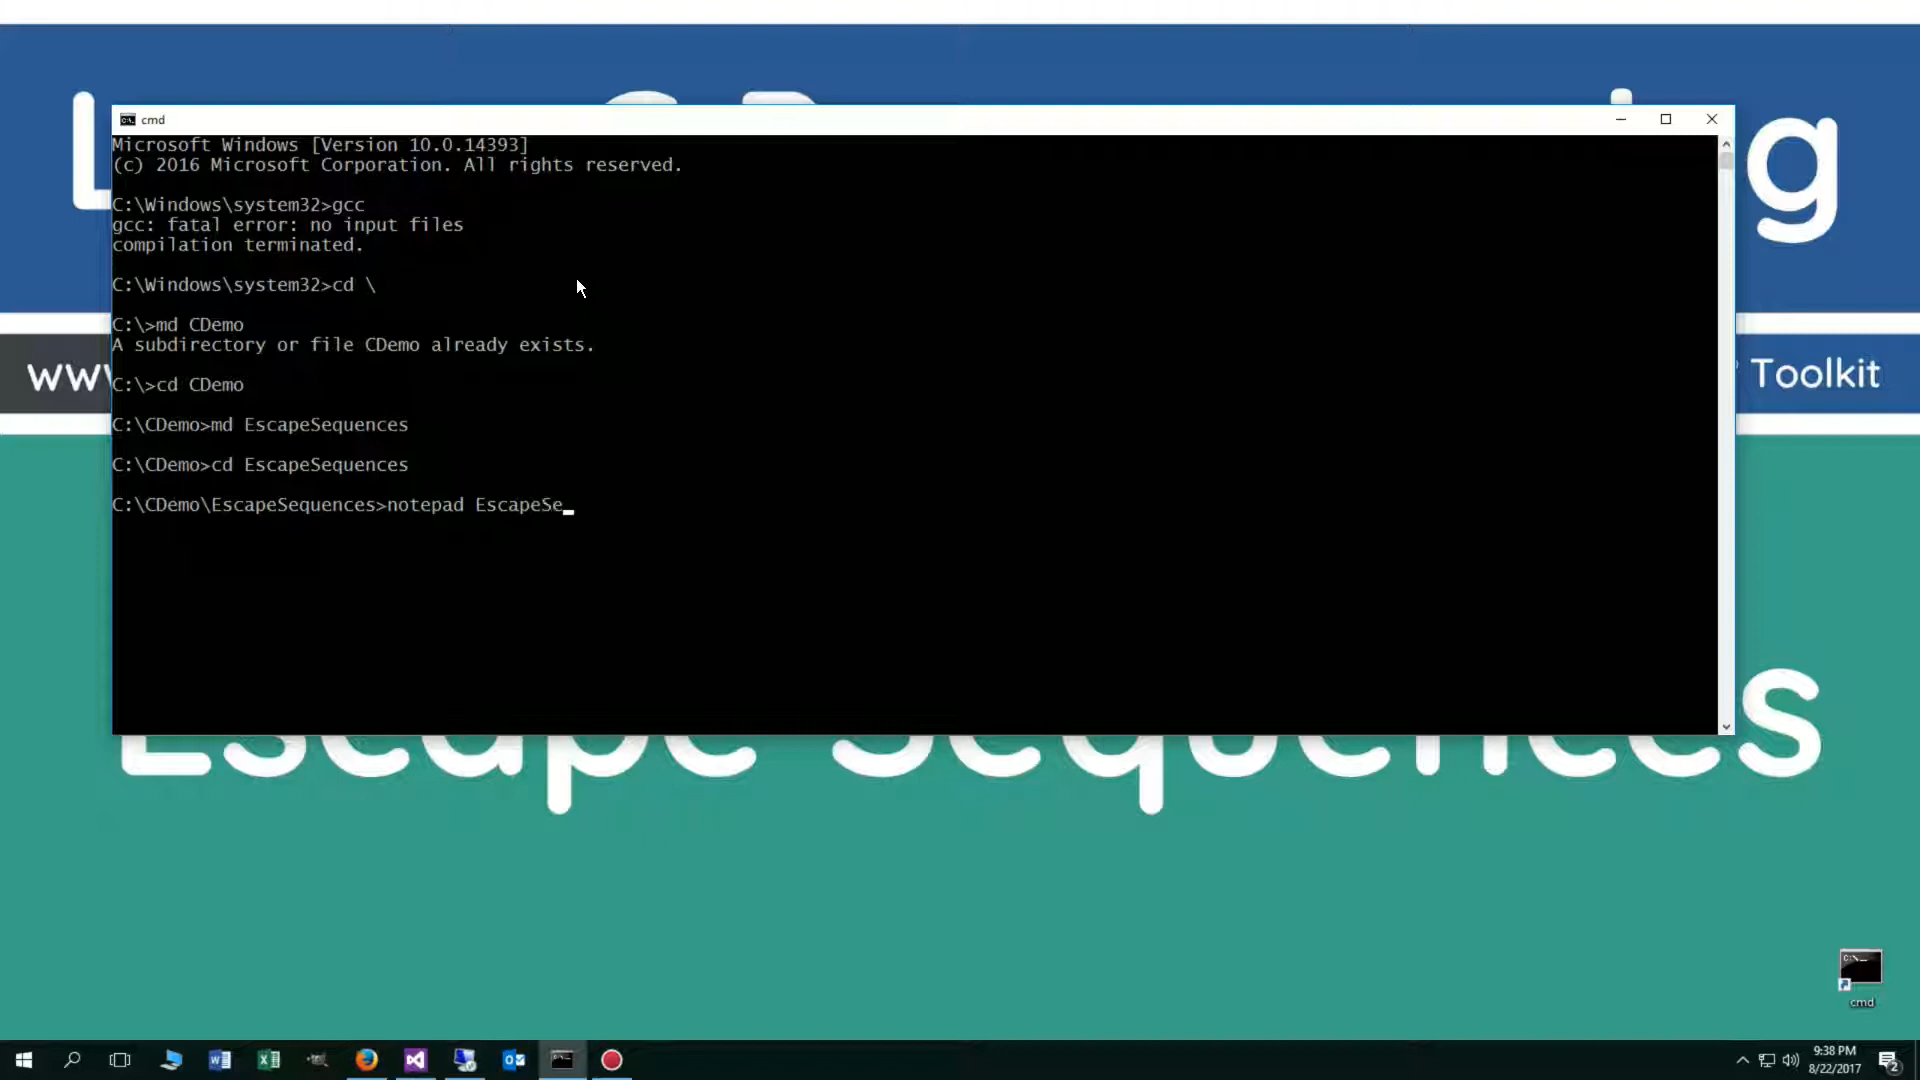 cmd
Microsoft Windows [Version 10.0.14393]
(c) 2016 Microsoft Corporation. All rights reserved.
C:\Windows\system32>gcc
gcc: fatal error: no input files
compilation terminated.
C:\Windows\system32>cd \
C:\>md CDemo
A subdirectory or file CDemo already exists.
C:\>cd CDemo
C:\CDemo>md EscapeSequences
C:\CDemo>cd EscapeSequences
C:\CDemo\EscapeSequences>notepad EscapeSe_
Toolkit
Escape Sequences
cmd
9:38 PM
8/22/2017
2